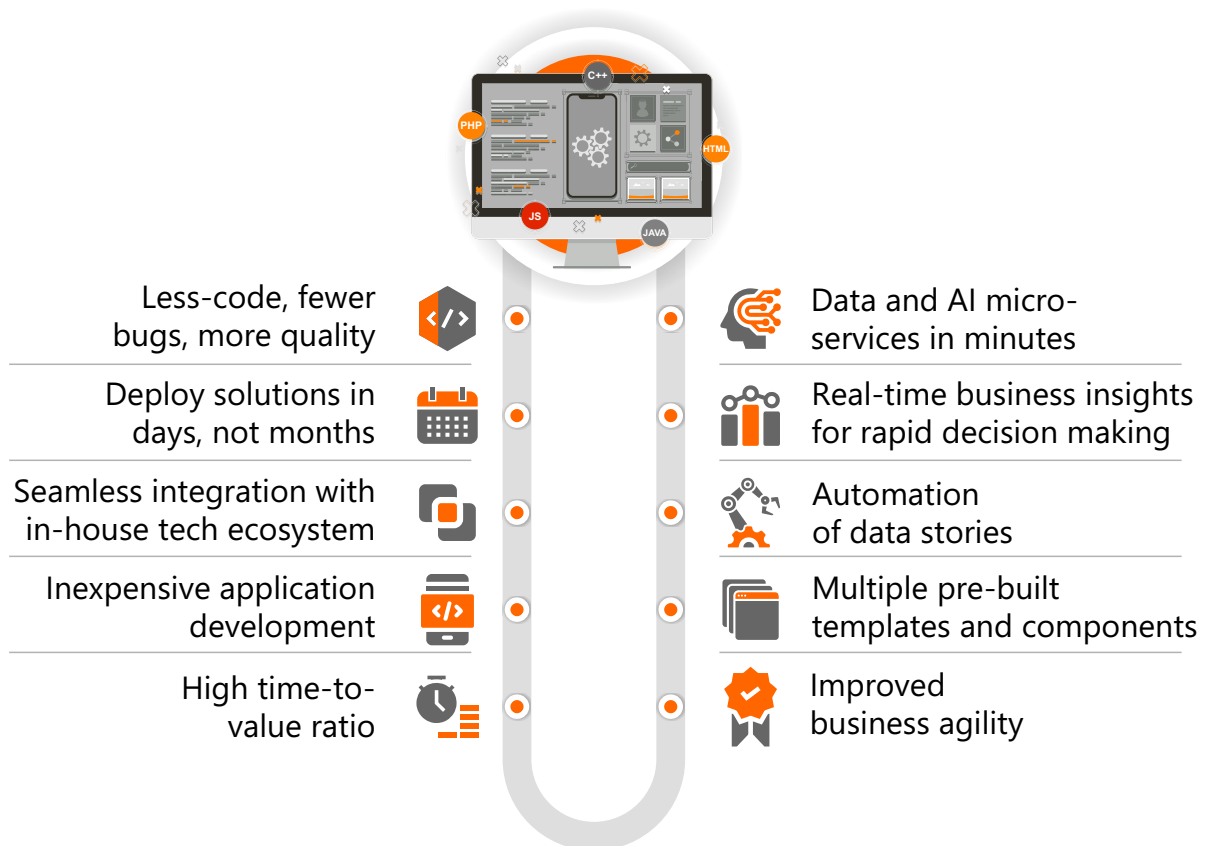 C++
PHP
HTML
JS
JAVA
Less-code, fewer
bugs, more quality
Deploy solutions in
days, not months
Seamless integration with
in-house tech ecosystem
Inexpensive application
development
High time-to-
value ratio
Data and AI micro-
services in minutes
Real-time business insights
for rapid decision making
Automation
of data stories
Multiple pre-built
templates and components
Improved
business agility